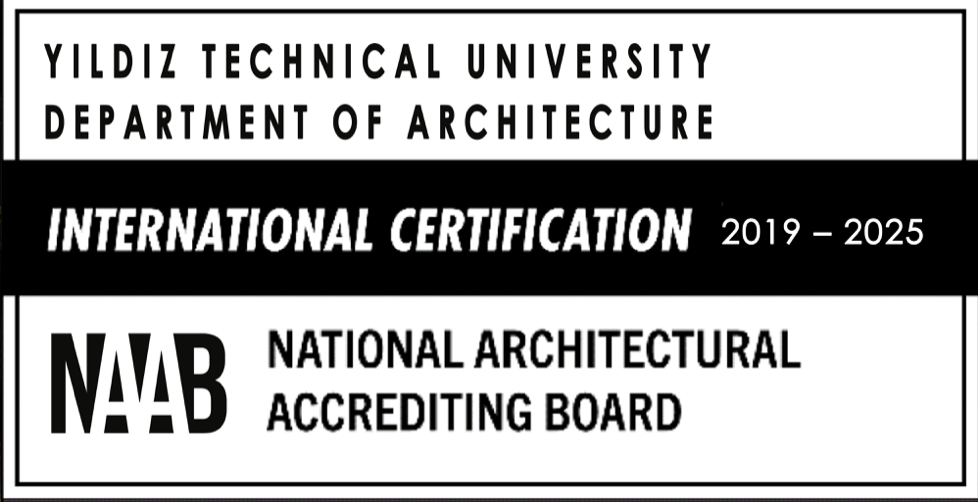 YILDIZ TECHNICAL UNIVERSITY
DEPARTMENT OF ARCHITECTURE
INTERNATIONAL CERTIFICATION 2019 – 2025
NAAB
NATIONAL ARCHITECTURAL
ACCREDITING BOARD